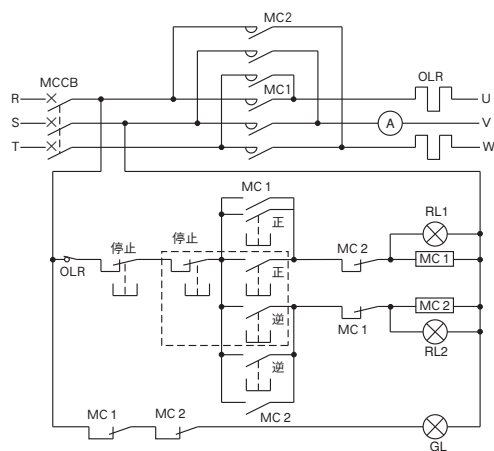 MC2
MCCB
OLR
R
MC1
U
S
A
V
T
W
MC 1
正
RL1
停止
停止
MC 2
OLR
正
MC 1
逆
MC 2
MC 1
逆
RL2
MC 1
MC 2
MC 2
GL